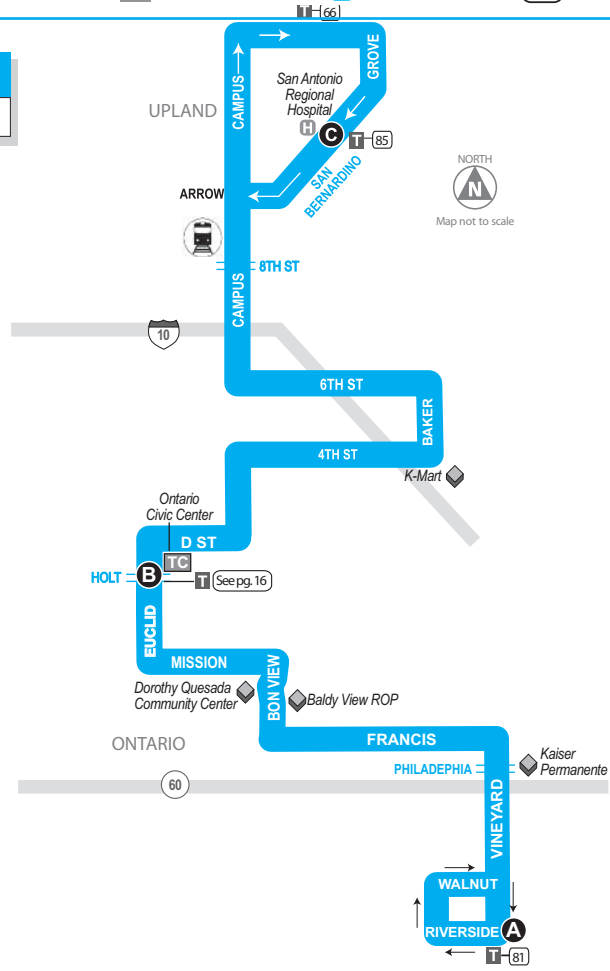 T 66
CAMPUS
GROVE
San Antonio
Regional
Hospital
UPLAND
H
C
T 85
SAN
BERNARDINO
NORTH
N
Map not to scale
ARROW
8TH ST
CAMPUS
10
6TH ST
BAKER
4TH ST
K-Mart
Ontario
Civic Center
D ST
TC
HOLT
B
T See pg. 16
EUCLID
MISSION
BON VIEW
Dorothy Quesada
Community Center
Baldy View ROP
ONTARIO
FRANCIS
Kaiser
Permanente
PHILADEPHIA
60
VINEYARD
WALNUT
RIVERSIDE
A
T 81